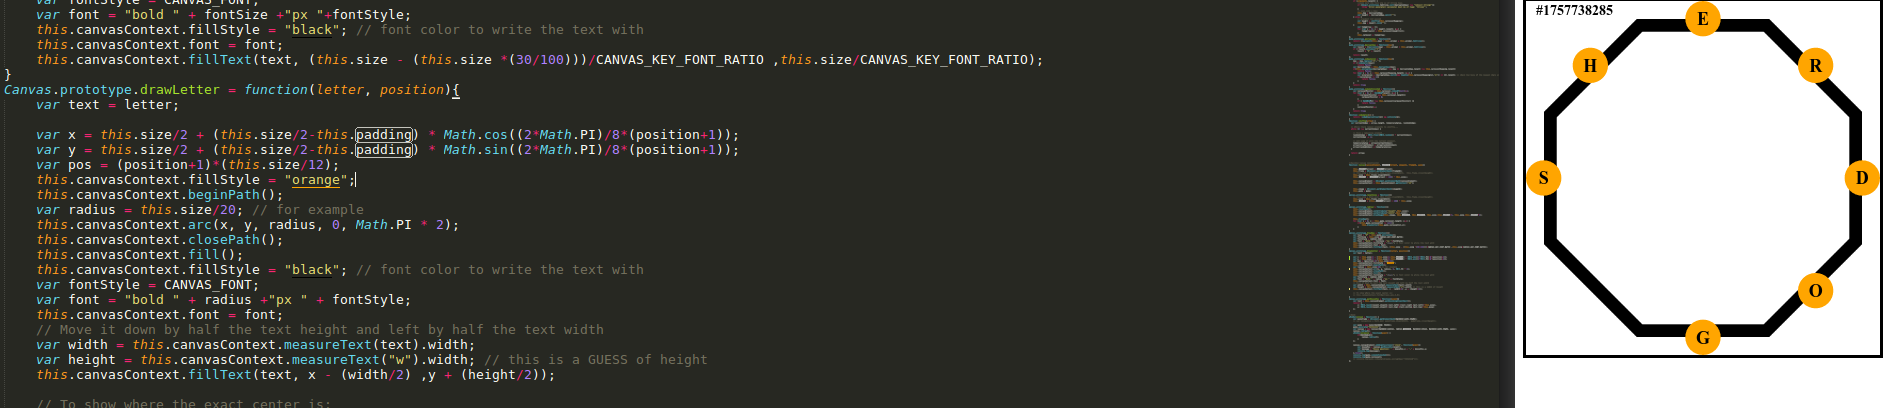 var fontStyle = CANVAS_FONT;
var font = "bold " + fontSize +"px "+fontStyle;
this.canvasContext.fillStyle = "black"; // font color to write the text with
this.canvasContext.font = font;
this.canvasContext.fillText(text, (this.size - (this.size *(30/100)))/CANVAS_KEY_FONT_RATIO ,this.size/CANVAS_KEY_FONT_RATIO);
}
Canvas.prototype.drawLetter = function(letter, position){
var text = letter;
var x = this.size/2 + (this.size/2-this.padding) * Math.cos((2*Math.PI)/8*(position+1));
var y = this.size/2 + (this.size/2-this.padding) * Math.sin((2*Math.PI)/8*(position+1));
var pos = (position+1)*(this.size/12);
this.canvasContext.fillStyle = "orange";
this.canvasContext.beginPath();
var radius = this.size/20; // for example
this.canvasContext.arc(x, y, radius, 0, Math.PI * 2);
this.canvasContext.closePath();
this.canvasContext.fill();
this.canvasContext.fillStyle = "black"; // font color to write the text with
var fontStyle = CANVAS_FONT;
var font = "bold " + radius +"px " + fontStyle;
this.canvasContext.font = font;
// Move it down by half the text height and left by half the text width
var width = this.canvasContext.measureText(text).width;
var height = this.canvasContext.measureText("w").width; // this is a GUESS of height
this.canvasContext.fillText(text, x - (width/2) ,y + (height/2));
// To show where the exact center is:
#1757738285
E
H
R
S
D
O
G